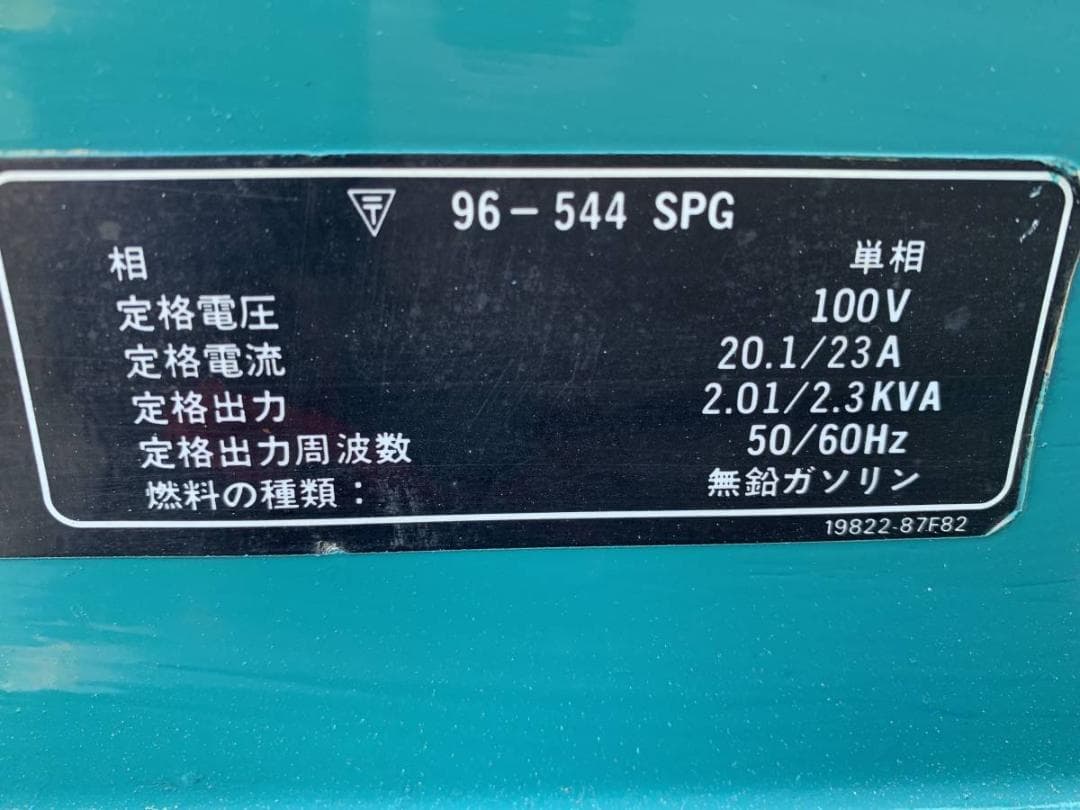 〒 96-544 SPG
相 単相
定格電圧 100V
定格電流 20.1/23A
定格出力 2.01/2.3KVA
定格出力周波数 50/60Hz
燃料の種類： 無鉛ガソリン
19822-87F82